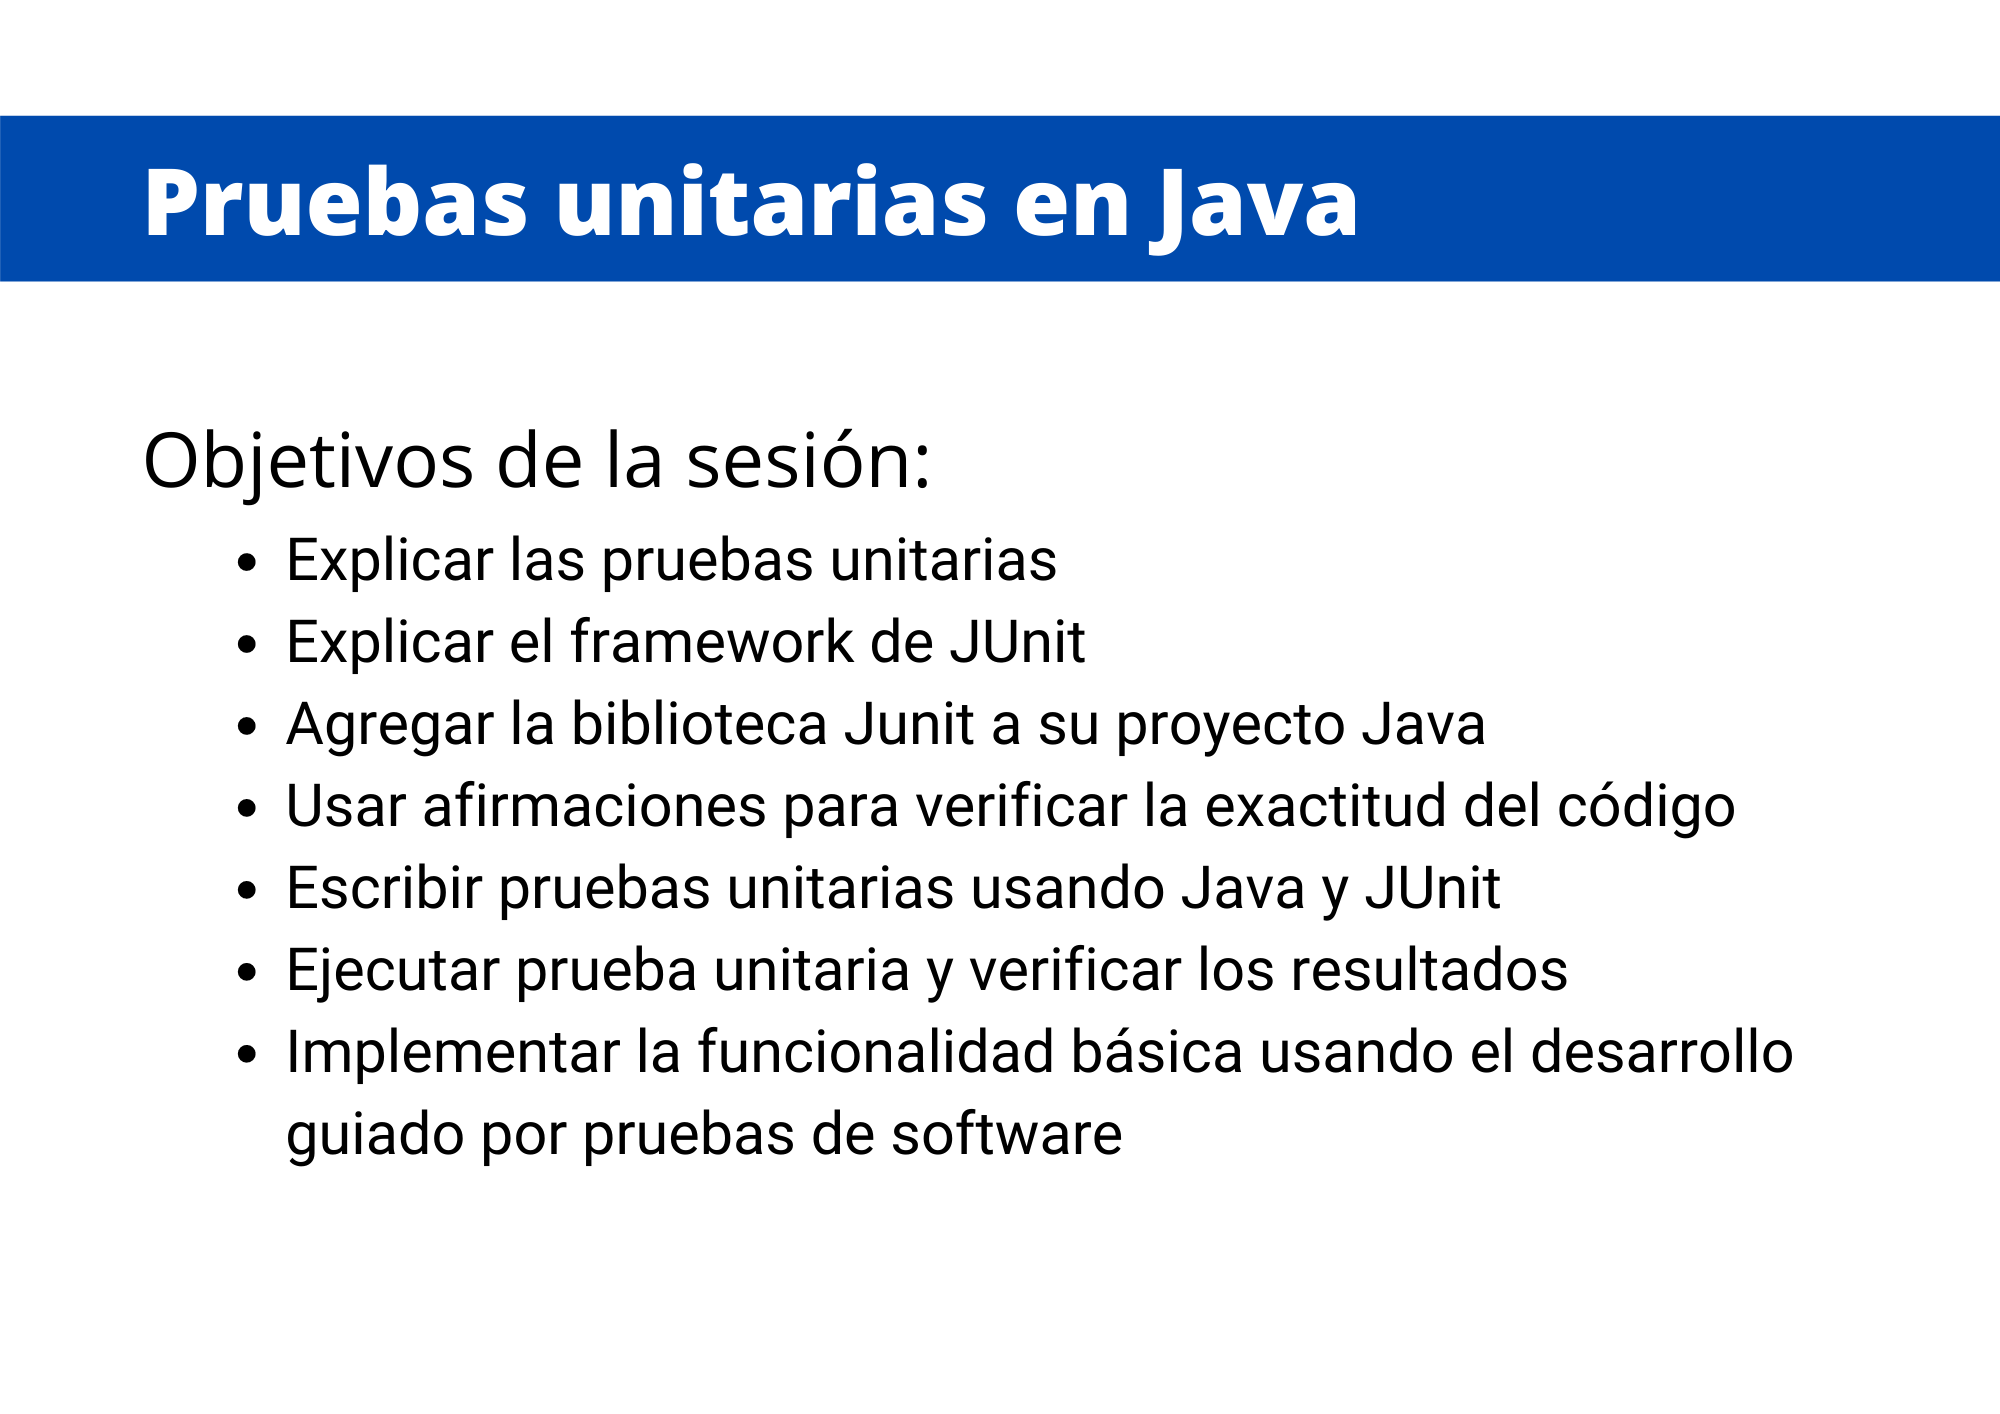 Pruebas unitarias en Java
Objetivos de la sesión:
• Explicar las pruebas unitarias
• Explicar el framework de JUnit
• Agregar la biblioteca Junit a su proyecto Java
• Usar afirmaciones para verificar la exactitud del código
• Escribir pruebas unitarias usando Java y JUnit
• Ejecutar prueba unitaria y verificar los resultados
• Implementar la funcionalidad básica usando el desarrollo
guiado por pruebas de software